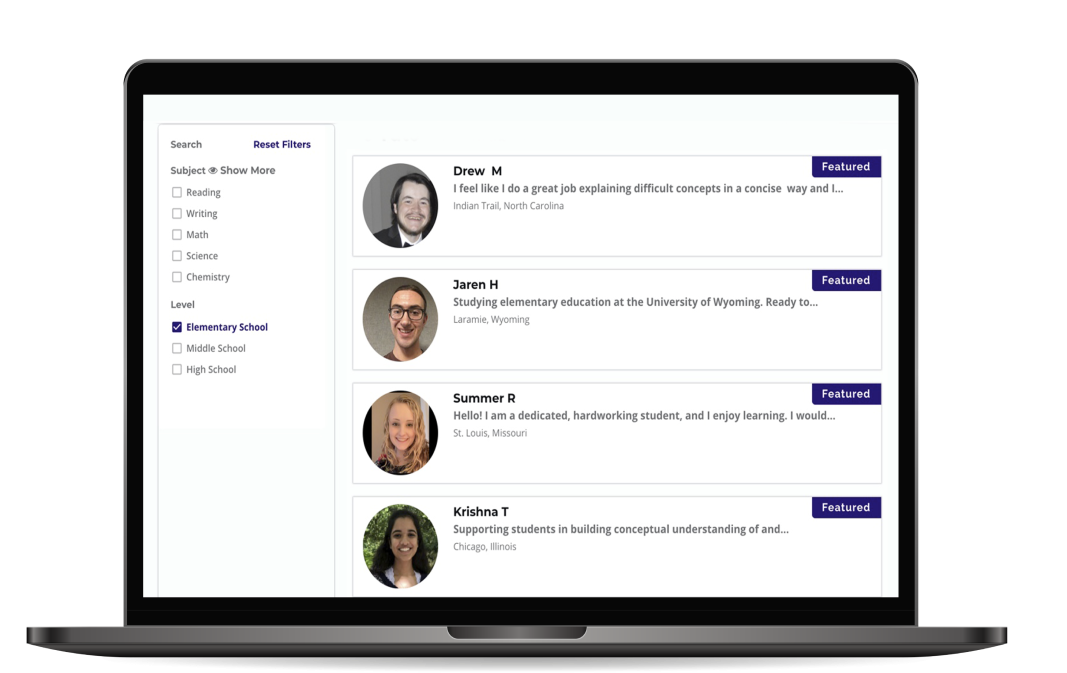 Search Reset Filters
Subject Show More
Reading
Writing
Math
Science
Chemistry
Level
Elementary School
Middle School
High School
Featured
Drew M
I feel like I do a great job explaining difficult concepts in a concise way and I...
Indian Trail, North Carolina
Featured
Jaren H
Studying elementary education at the University of Wyoming. Ready to...
Laramie, Wyoming
Featured
Summer R
Hello! I am a dedicated, hardworking student, and I enjoy learning. I would...
St. Louis, Missouri
Featured
Krishna T
Supporting students in building conceptual understanding of and...
Chicago, Illinois